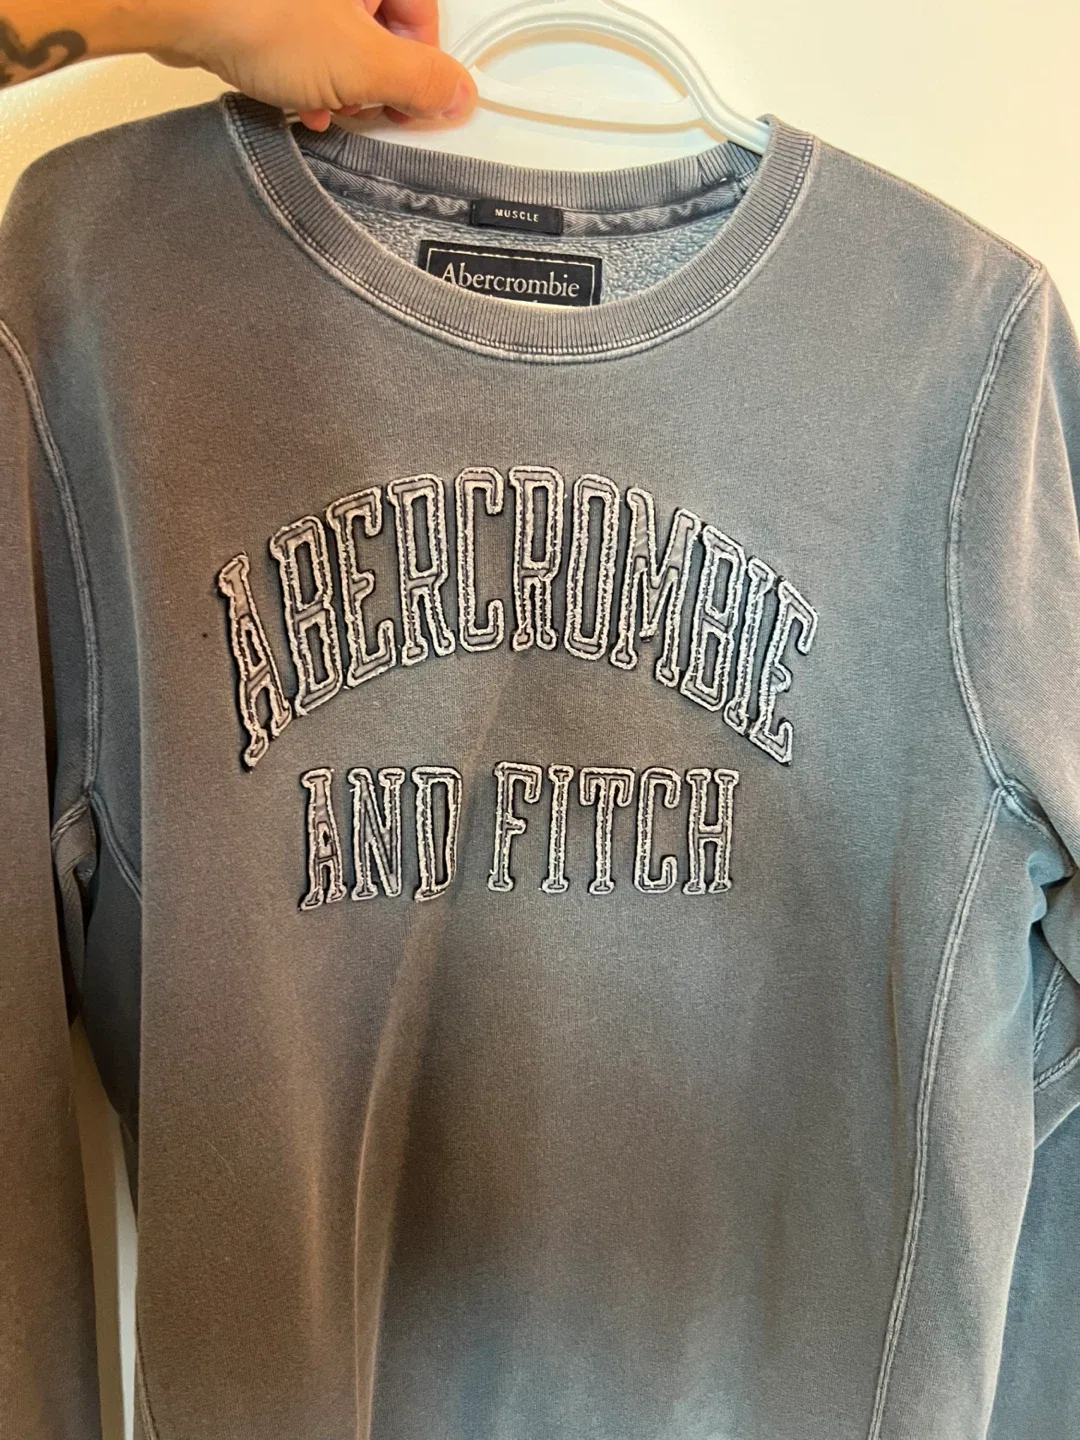 MUSCLE
Abercrombie
ABERCROMBIE
AND FITCH